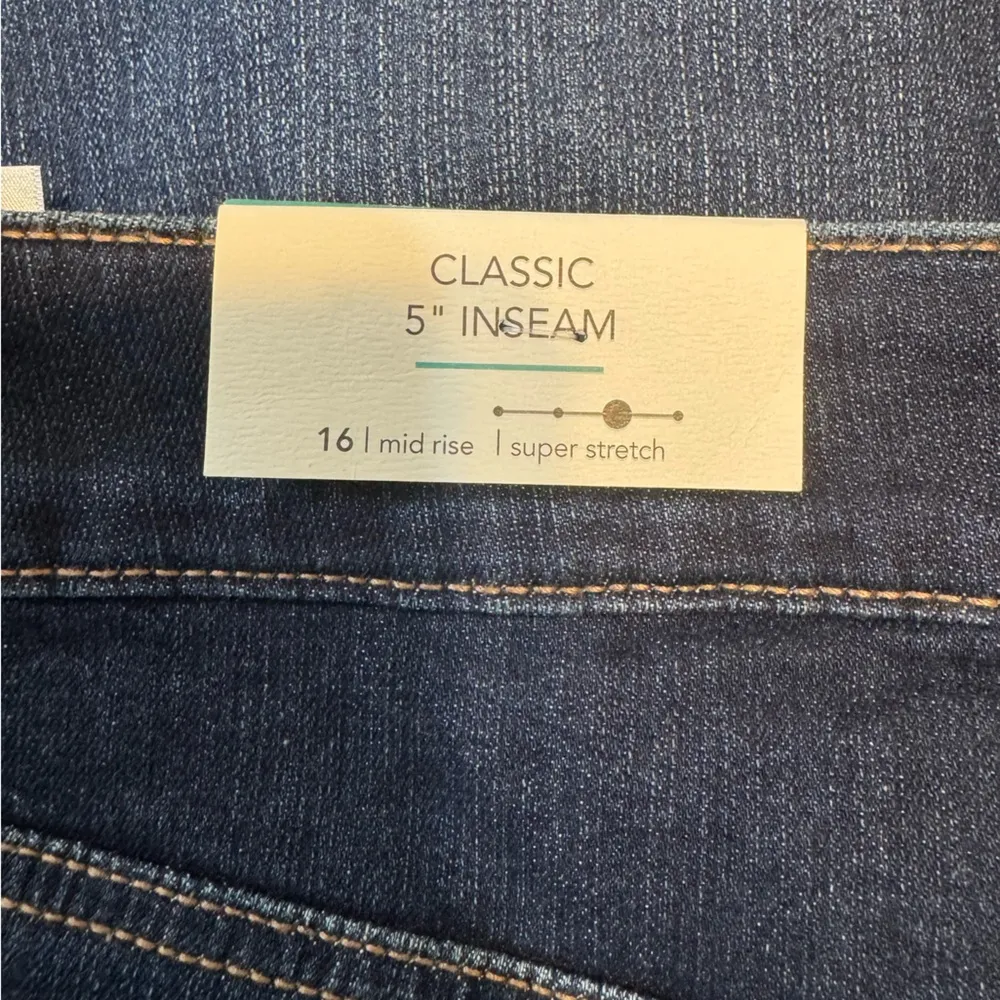 CLASSIC
5" INSEAM
16 | mid rise | super stretch